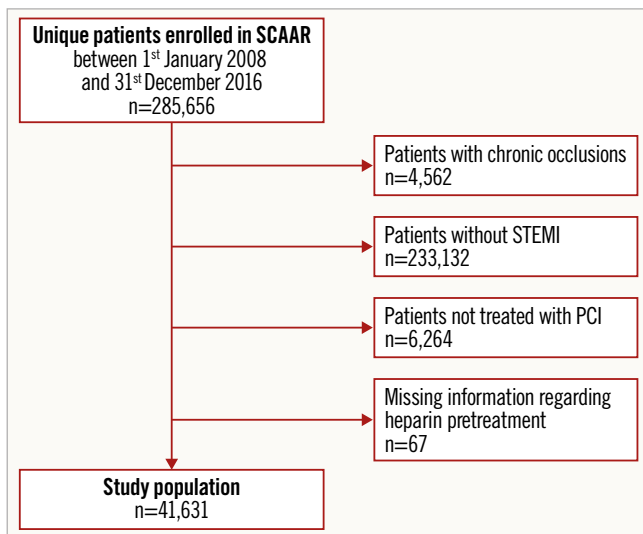 Unique patients enrolled in SCAAR
between 1st January 2008
and 31st December 2016
n=285,656
Patients with chronic occlusions
n=4,562
Patients without STEMI
n=233,132
Patients not treated with PCI
n=6,264
Missing information regarding
heparin pretreatment
n=67
Study population
n=41,631